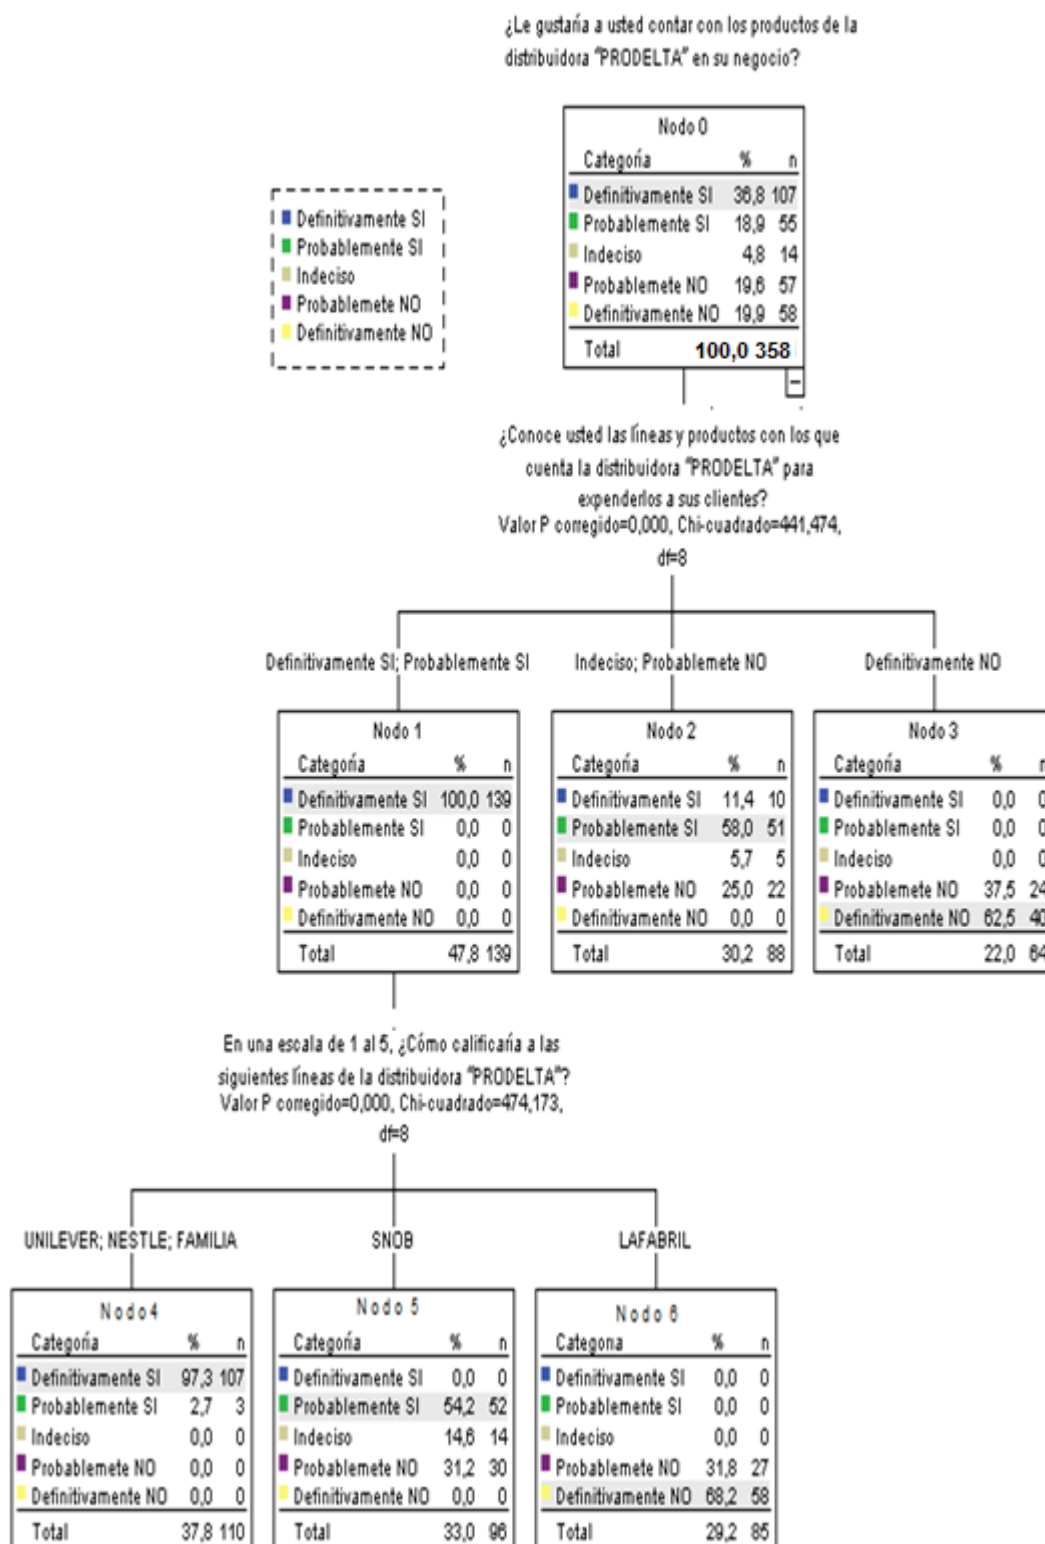 ¿Le gustaría a usted contar con los productos de la
distribuidora "PRODELTA" en su negocio?
Nodo 0
Categoría % n
Definitivamente SI 36,8 107
Probablemente SI 18,9 55
Indeciso 4,8 14
Probablemete NO 19,6 57
Definitivamente NO 19,9 58
Total 100,0 358
Definitivamente SI
Probablemente SI
Indeciso
Probablemete NO
Definitivamente NO
¿Conoce usted las líneas y productos con los que
cuenta la distribuidora "PRODELTA" para
expenderlos a sus clientes?
Valor P corregido=0,000, Chi-cuadrado=441,474,
df=8
Definitivamente SI; Probablemente SI
Indeciso; Probablemete NO
Definitivamente NO
Nodo 1
Categoría % n
Definitivamente SI 100,0 139
Probablemente SI 0,0 0
Indeciso 0,0 0
Probablemete NO 0,0 0
Definitivamente NO 0,0 0
Total 47,8 139
Nodo 2
Categoría % n
Definitivamente SI 11,4 10
Probablemente SI 58,0 51
Indeciso 5,7 5
Probablemete NO 25,0 22
Definitivamente NO 0,0 0
Total 30,2 88
Nodo 3
Categoría % n
Definitivamente SI 0,0 0
Probablemente SI 0,0 0
Indeciso 0,0 0
Probablemete NO 37,5 24
Definitivamente NO 62,5 40
Total 22,0 64
En una escala de 1 al 5, ¿Cómo calificaría a las
siguientes líneas de la distribuidora "PRODELTA"?
Valor P corregido=0,000, Chi-cuadrado=474,173,
df=8
UNILEVER; NESTLE; FAMILIA
SNOB
LAFABRIL
Nodo 4
Categoría % n
Definitivamente SI 97,3 107
Probablemente SI 2,7 3
Indeciso 0,0 0
Probablemete NO 0,0 0
Definitivamente NO 0,0 0
Total 37,8 110
Nodo 5
Categoría % n
Definitivamente SI 0,0 0
Probablemente SI 54,2 52
Indeciso 14,6 14
Probablemete NO 31,2 30
Definitivamente NO 0,0 0
Total 33,0 96
Nodo 6
Categona % n
Definitivamente SI 0,0 0
Probablemente SI 0,0 0
Indeciso 0,0 0
Probablemete NO 31,8 27
Definitivamente NO 68,2 58
Total 29,2 85